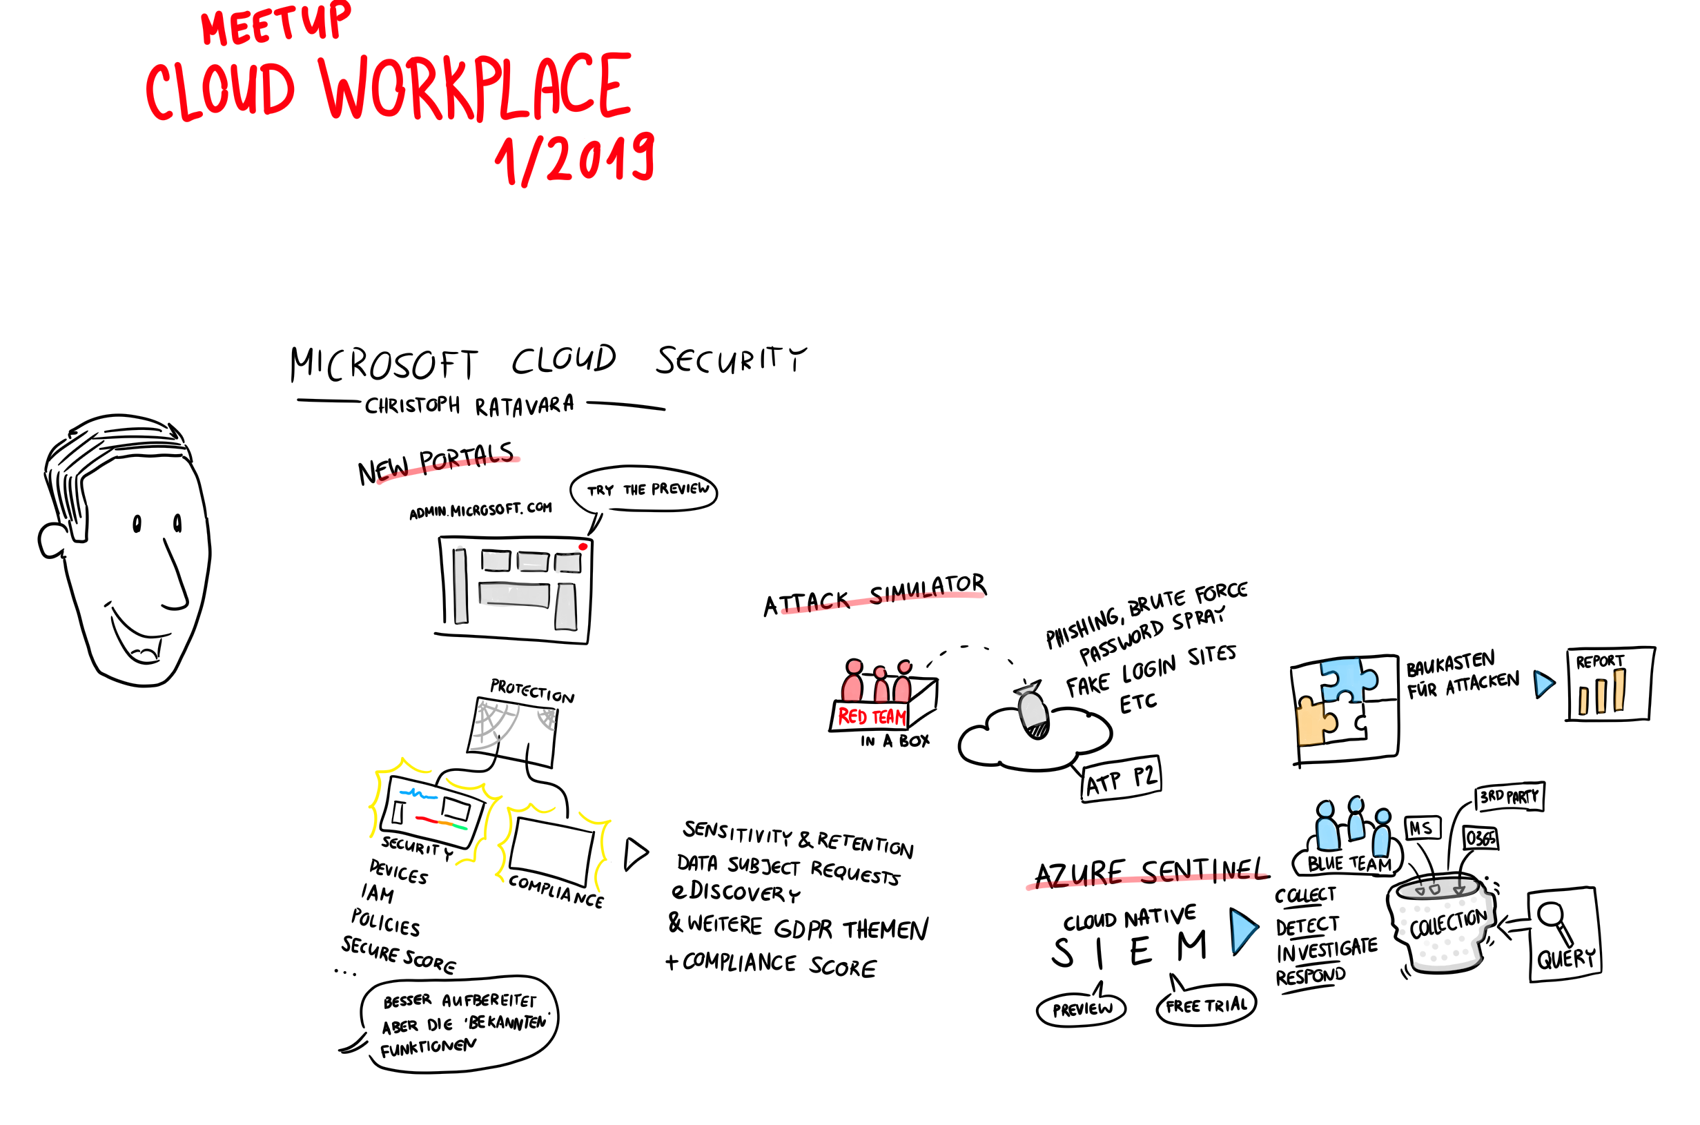 MEETUP
CLOUD WORKPLACE
1/2019
MICROSOFT CLOUD SECURITY
CHRISTOPH RATAVARA
NEW PORTALS
ADMIN.MICROSOFT.COM
TRY THE PREVIEW
PROTECTION
SECURITY
DEVICES
IAM
POLICIES
SECURE SCORE
...
BESSER AUFBEREITET
ABER DIE 'BEKANNTEN'
FUNKTIONEN
COMPLIANCE
SENSITIVITY & RETENTION
DATA SUBJECT REQUESTS
eDISCOVERY
& WEITERE GDPR THEMEN
+ COMPLIANCE SCORE
ATTACK SIMULATOR
RED TEAM
IN A BOX
PHISHING, BRUTE FORCE
PASSWORD SPRAY
FAKE LOGIN SITES
ETC
ATP P2
BAUKASTEN
FÜR ATTACKEN
REPORT
AZURE SENTINEL
CLOUD NATIVE
SIEM
PREVIEW
FREE TRIAL
BLUE TEAM
COLLECT
DETECT
INVESTIGATE
RESPOND
MS
3RD PARTY
O365
COLLECTION
QUERY